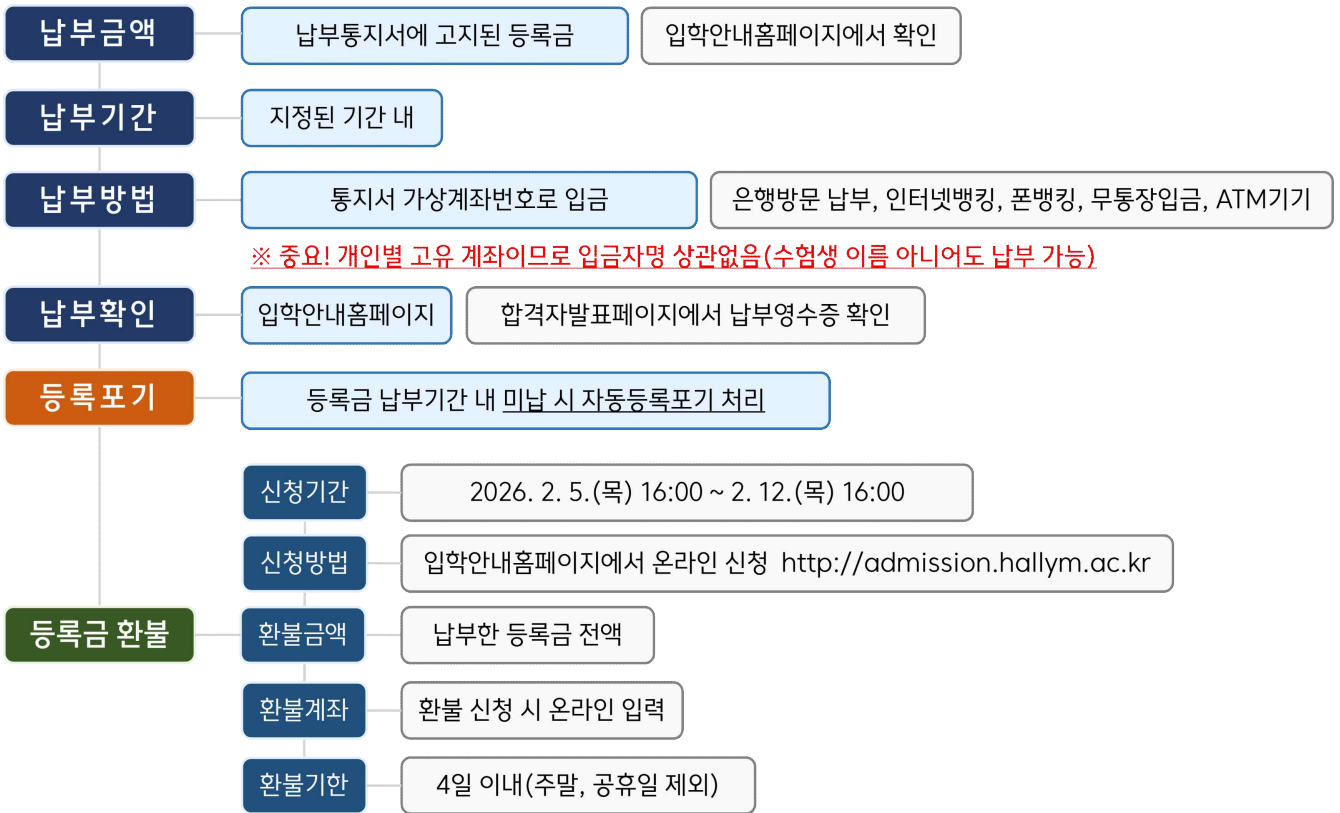 납부금액 납부통지서에 고지된 등록금 입학안내홈페이지에서 확인
납부기간 지정된 기간 내
납부방법 통지서 가상계좌번호로 입금 은행방문 납부, 인터넷뱅킹, 폰뱅킹, 무통장입금, ATM기기
※ 중요! 개인별 고유 계좌이므로 입금자명 상관없음(수험생 이름 아니어도 납부 가능)
납부확인 입학안내홈페이지 합격자발표페이지에서 납부영수증 확인
등록포기 등록금 납부기간 내 미납 시 자동등록포기 처리
신청기간 2026. 2. 5.(목) 16:00 ~ 2. 12.(목) 16:00
신청방법 입학안내홈페이지에서 온라인 신청 http://admission.hallym.ac.kr
등록금 환불 환불금액 납부한 등록금 전액
환불계좌 환불 신청 시 온라인 입력
환불기한 4일 이내(주말, 공휴일 제외)